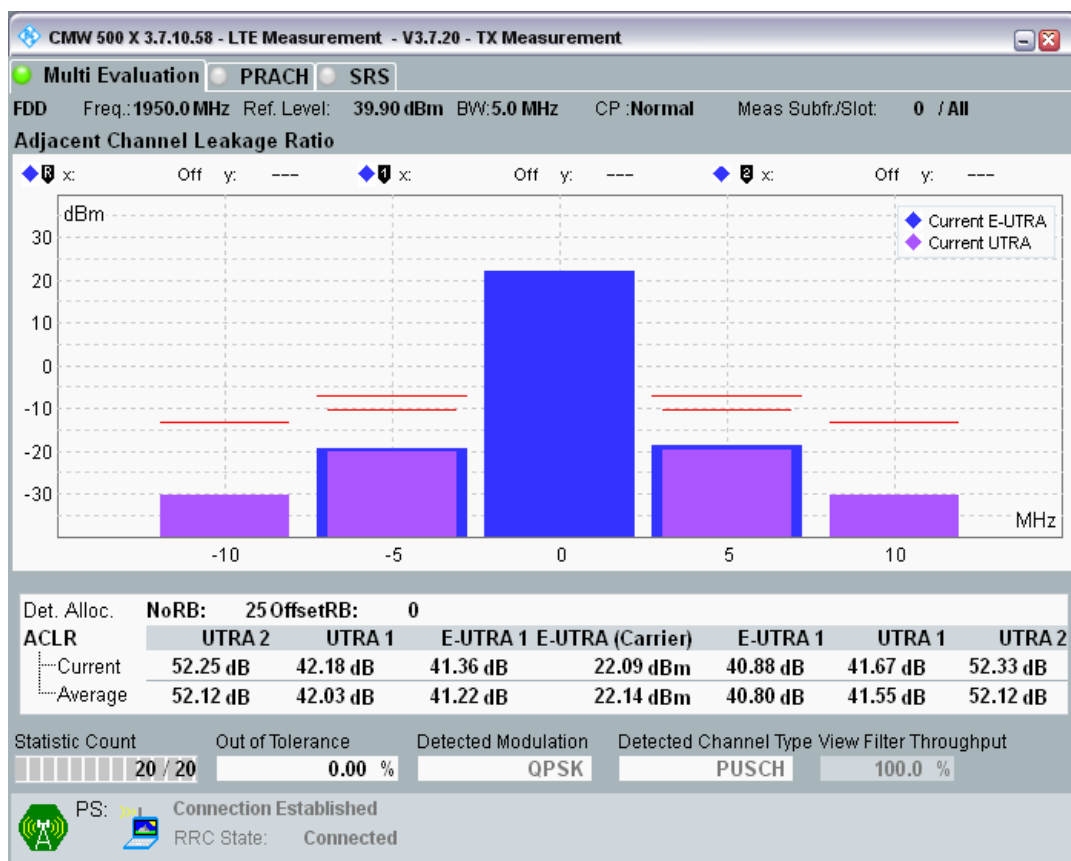 CMW 500 X 3.7.10.58 - LTE Measurement - V3.7.20 - TX Measurement
Multi Evaluation PRACH SRS
FDD Freq.:1950.0 MHz Ref. Level: 39.90 dBm BW:5.0 MHz CP :Normal Meas Subfr./Slot: 0 / All
Adjacent Channel Leakage Ratio
R x: Off y: --- 1 x: Off y: --- 2 x: Off y: ---
dBm
Current E-UTRA
Current UTRA
30
20
10
0
-10
-20
-30
MHz
-10 -5 0 5 10
Det. Alloc. NoRB: 25 OffsetRB: 0
ACLR UTRA 2 UTRA 1 E-UTRA 1 E-UTRA (Carrier) E-UTRA 1 UTRA 1 UTRA 2
Current 52.25 dB 42.18 dB 41.36 dB 22.09 dBm 40.88 dB 41.67 dB 52.33 dB
Average 52.12 dB 42.03 dB 41.22 dB 22.14 dBm 40.80 dB 41.55 dB 52.12 dB
Statistic Count Out of Tolerance Detected Modulation Detected Channel Type View Filter Throughput
20 / 20 0.00 % QPSK PUSCH 100.0 %
PS: Connection Established
RRC State: Connected